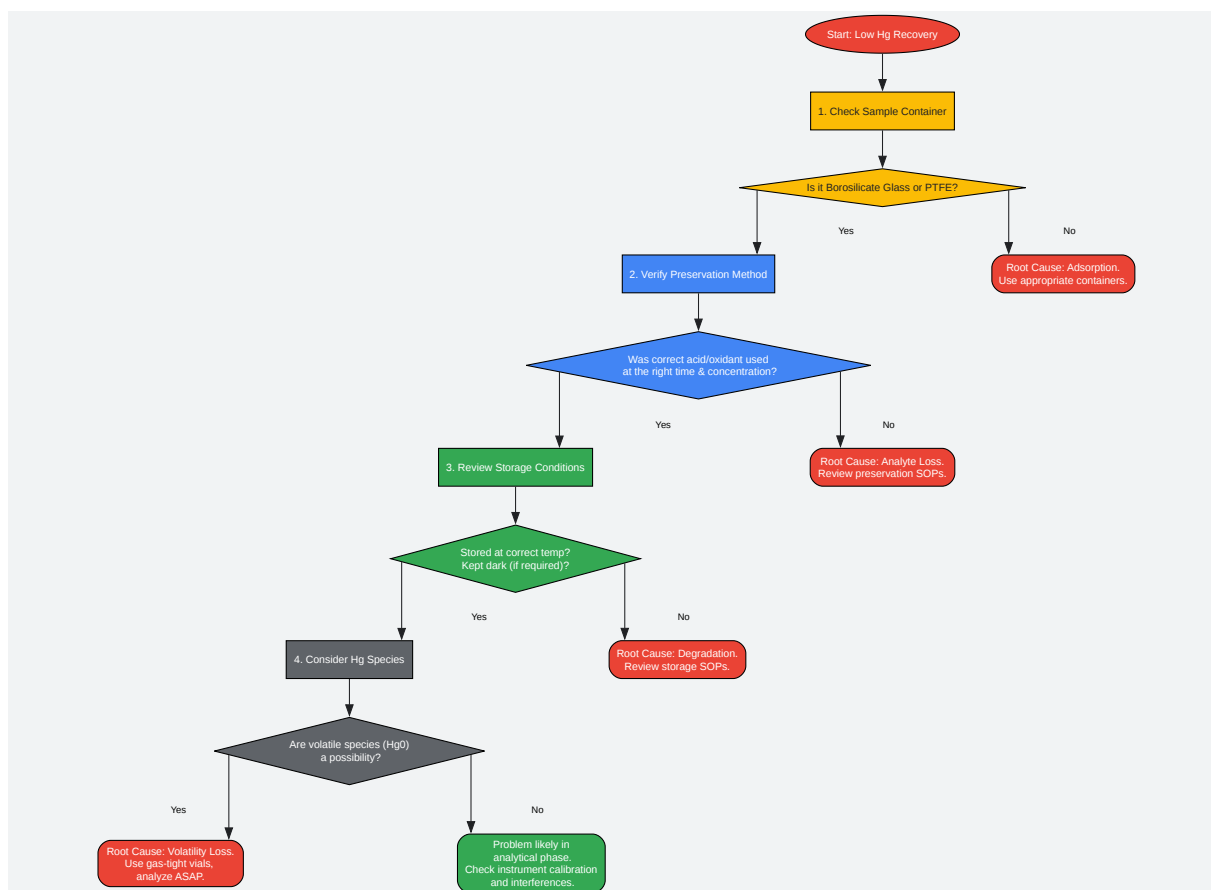 Start: Low Hg Recovery
1. Check Sample Container
Is it Borosilicate Glass or PTFE?
Yes
No
2. Verify Preservation Method
Root Cause: Adsorption.
Use appropriate containers.
Was correct acid/oxidant used
at the right time & concentration?
Yes
No
3. Review Storage Conditions
Root Cause: Analyte Loss.
Review preservation SOPs.
Stored at correct temp?
Kept dark (if required)?
Yes
No
4. Consider Hg Species
Root Cause: Degradation.
Review storage SOPs.
Are volatile species (Hg0)
a possibility?
Yes
No
Root Cause: Volatility Loss.
Use gas-tight vials,
analyze ASAP.
Problem likely in
analytical phase.
Check instrument calibration
and interferences.